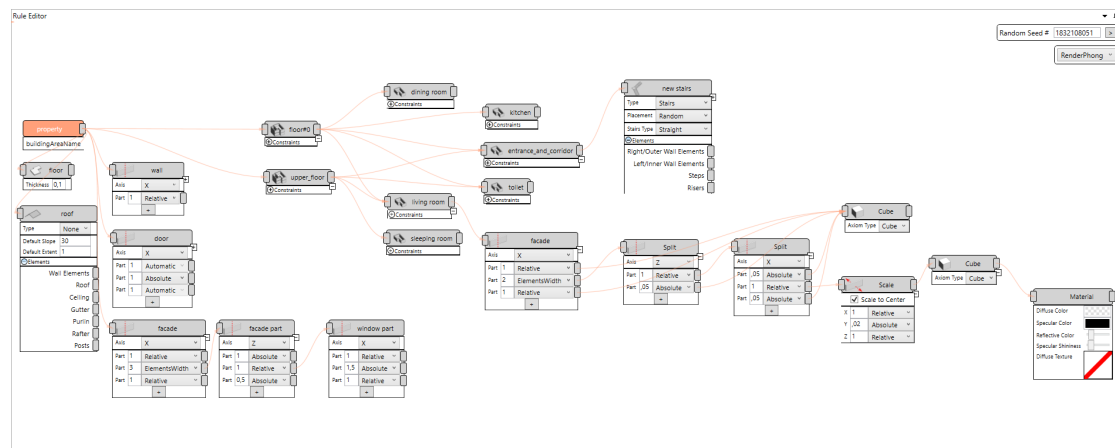 Rule Editor
Random Seed # 1832108051 >
RenderPhong
property
buildingAreaName
floor
Thickness 0,1
roof
Type None
Default Slope 30
Default Extent 1
Elements
Wall Elements
Roof
Ceiling
Gutter
Purlin
Rafter
Posts
wall
Axis X
Part 1 Relative
+
door
Axis X
Part 1 Automatic
Part 1 Absolute
Part 1 Automatic
+
facade
Axis X
Part 1 Relative
Part 3 ElementsWidth
Part 1 Relative
+
facade part
Axis Z
Part 1 Absolute
Part 1 Relative
Part 0,5 Absolute
+
window part
Axis X
Part 1 Relative
Part 1,5 Absolute
Part 1 Relative
+
floor#0
Constraints
upper_floor
Constraints
dining room
Constraints
kitchen
Constraints
entrance_and_corridor
Constraints
toilet
Constraints
living room
Constraints
sleeping room
Constraints
new stairs
Type Stairs
Placement Random
Stairs Type Straight
Elements
Right/Outer Wall Elements
Left/Inner Wall Elements
Steps
Risers
facade
Axis X
Part 1 Relative
Part 2 ElementsWidth
Part 1 Relative
+
Split
Axis Z
Part 1 Relative
Part ,05 Absolute
+
Split
Axis X
Part ,05 Absolute
Part 1 Relative
Part ,05 Absolute
+
Cube
Axiom Type Cube
Scale
Scale to Center
X 1 Relative
Y ,02 Absolute
Z 1 Relative
Cube
Axiom Type Cube
Material
Diffuse Color
Specular Color
Reflective Color
Specular Shininess
Diffuse Texture